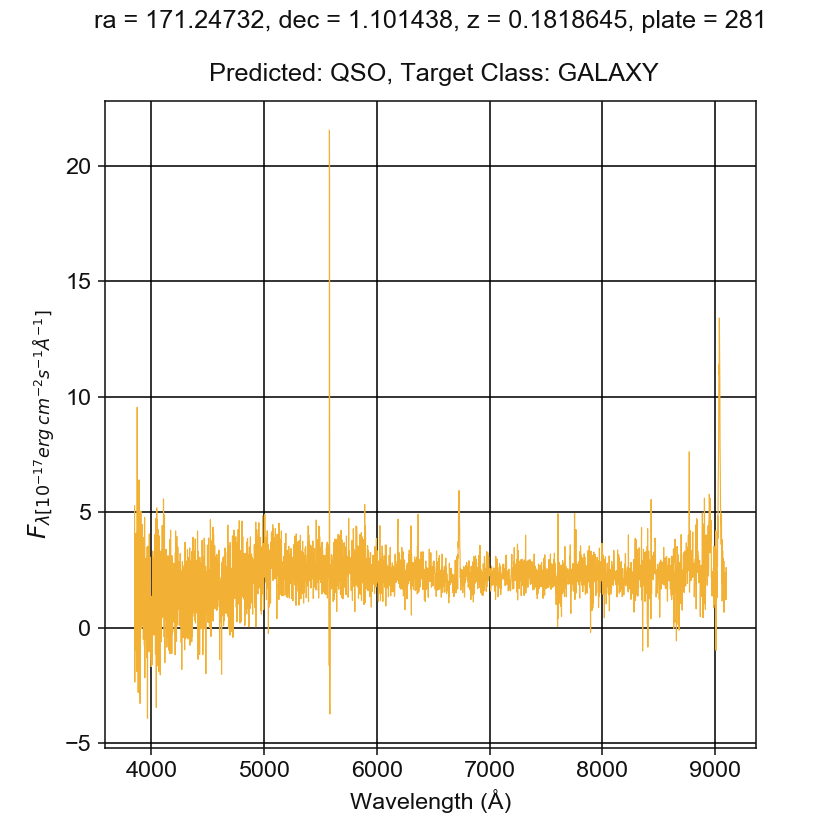 ra = 171.24732, dec = 1.101438, z = 0.1818645, plate = 281
Predicted: QSO, Target Class: GALAXY
20
15
10
5
0
−5
F_{λ[10^{−17} erg cm^{−2}s^{−1}Å^{−1}]}
4000 5000 6000 7000 8000 9000
Wavelength (Å)